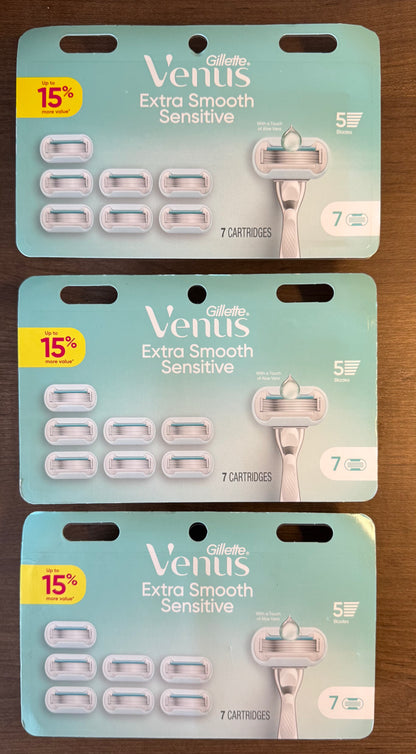 Up to
15%
more value*
Gillette®
Venus
Extra Smooth
Sensitive
With a Touch
of Aloe Vera
5
Blades
7 CARTRIDGES
7
Up to
15%
more value*
Gillette®
Venus
Extra Smooth
Sensitive
With a Touch
of Aloe Vera
5
Blades
7 CARTRIDGES
7
Up to
15%
more value*
Gillette®
Venus
Extra Smooth
Sensitive
With a Touch
of Aloe Vera
5
Blades
7 CARTRIDGES
7